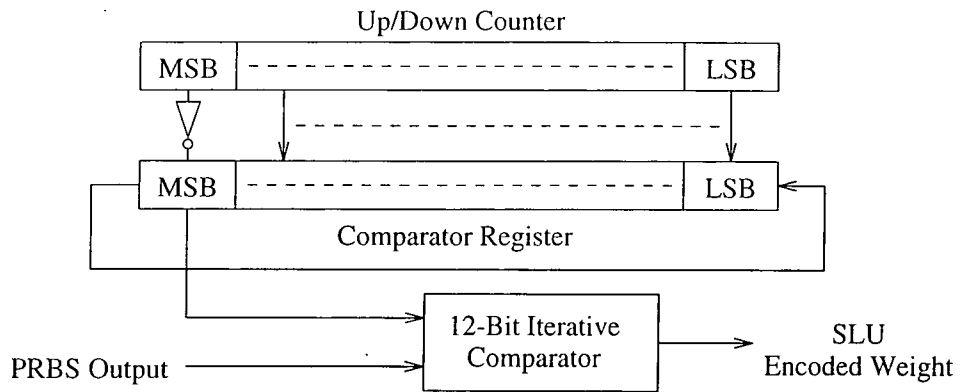 Up/Down Counter
MSB LSB
MSB LSB
Comparator Register
12-Bit Iterative
Comparator
SLU
Encoded Weight
PRBS Output